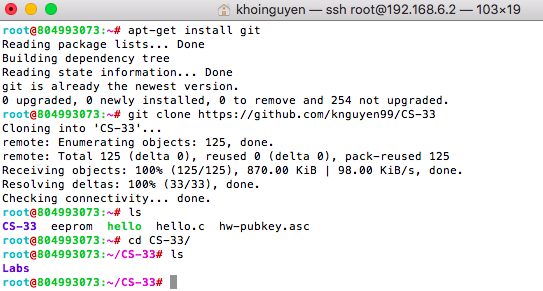 khoinguyen — ssh root@192.168.6.2 — 103×19
root@804993073:~# apt-get install git
Reading package lists... Done
Building dependency tree
Reading state information... Done
git is already the newest version.
0 upgraded, 0 newly installed, 0 to remove and 254 not upgraded.
root@804993073:~# git clone https://github.com/knguyen99/CS-33
Cloning into 'CS-33'...
remote: Enumerating objects: 125, done.
remote: Total 125 (delta 0), reused 0 (delta 0), pack-reused 125
Receiving objects: 100% (125/125), 870.00 KiB | 98.00 KiB/s, done.
Resolving deltas: 100% (33/33), done.
Checking connectivity... done.
root@804993073:~# ls
CS-33  eeprom  hello  hello.c  hw-pubkey.asc
root@804993073:~# cd CS-33/
root@804993073:~/CS-33# ls
Labs
root@804993073:~/CS-33#